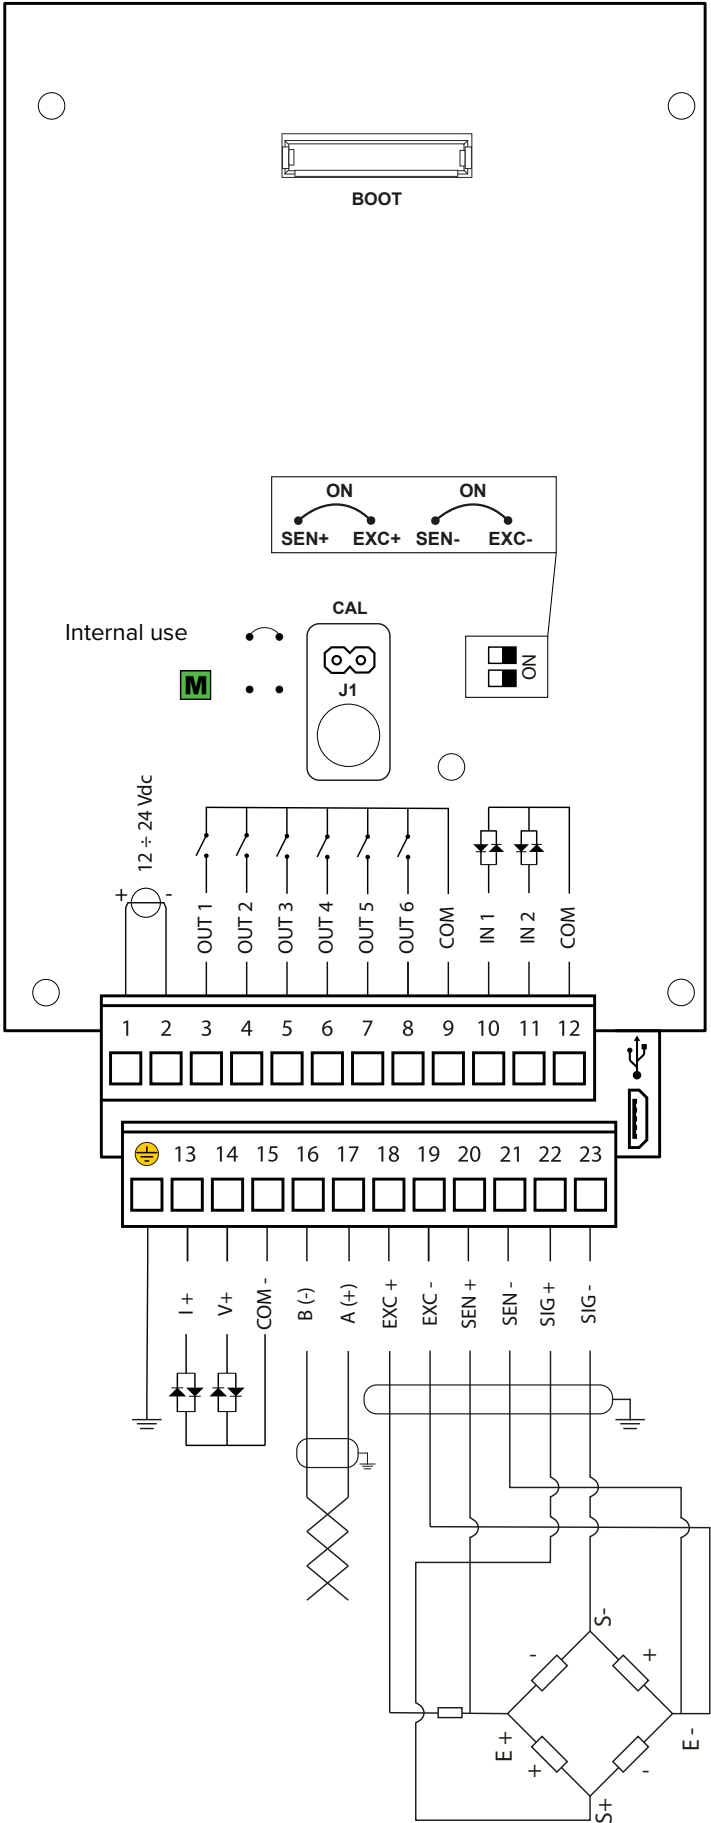 BOOT
ON ON
SEN+ EXC+ SEN- EXC-
CAL
Internal use
J1
M
ON
12 ÷ 24 Vdc
+ -
OUT 1
OUT 2
OUT 3
OUT 4
OUT 5
OUT 6
COM
IN 1
IN 2
COM
1 2 3 4 5 6 7 8 9 10 11 12
13 14 15 16 17 18 19 20 21 22 23
I +
V+
COM -
B (-)
A (+)
EXC +
EXC -
SEN +
SEN -
SIG +
SIG -
S-
- +
E +
E -
+ -
S+